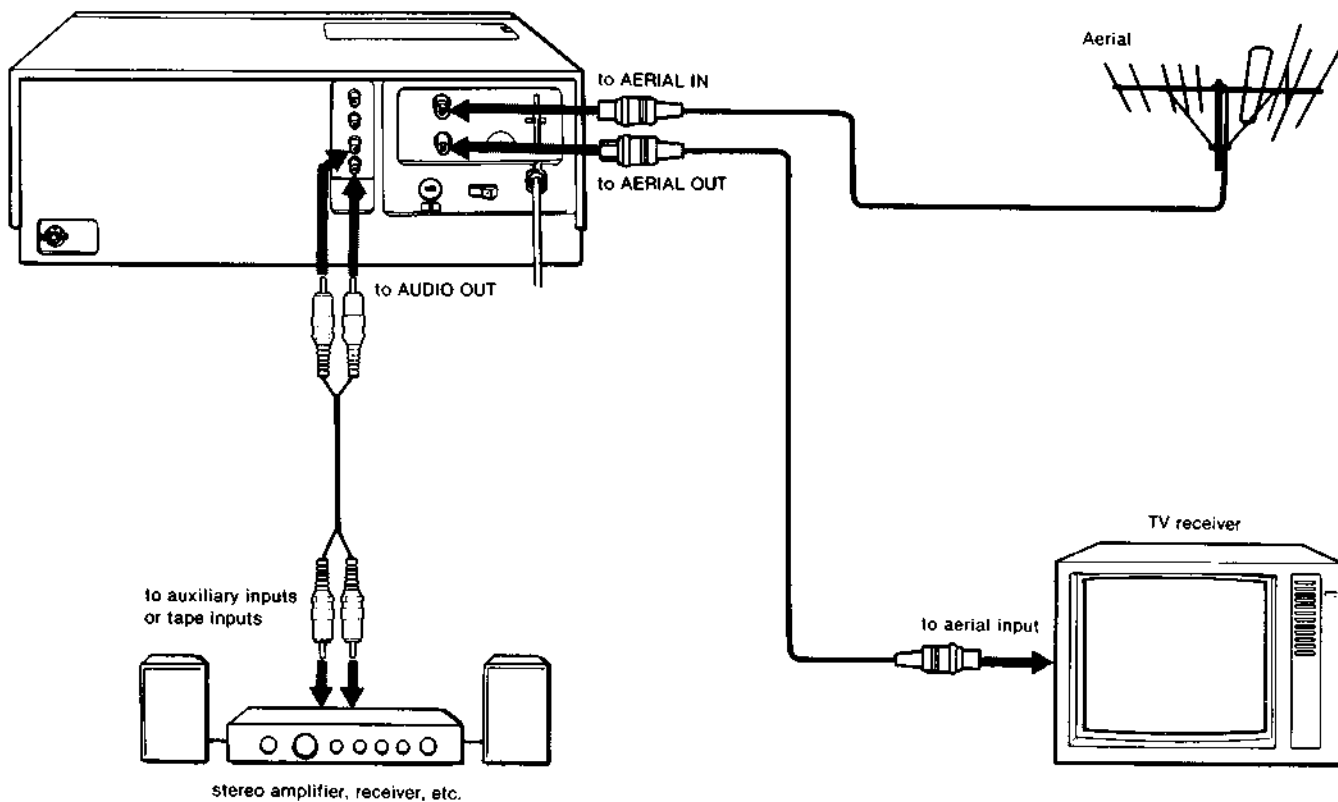 Aerial
to AERIAL IN
to AERIAL OUT
to AUDIO OUT
TV receiver
to auxiliary inputs
or tape inputs
to aerial input
stereo amplifier, receiver, etc.